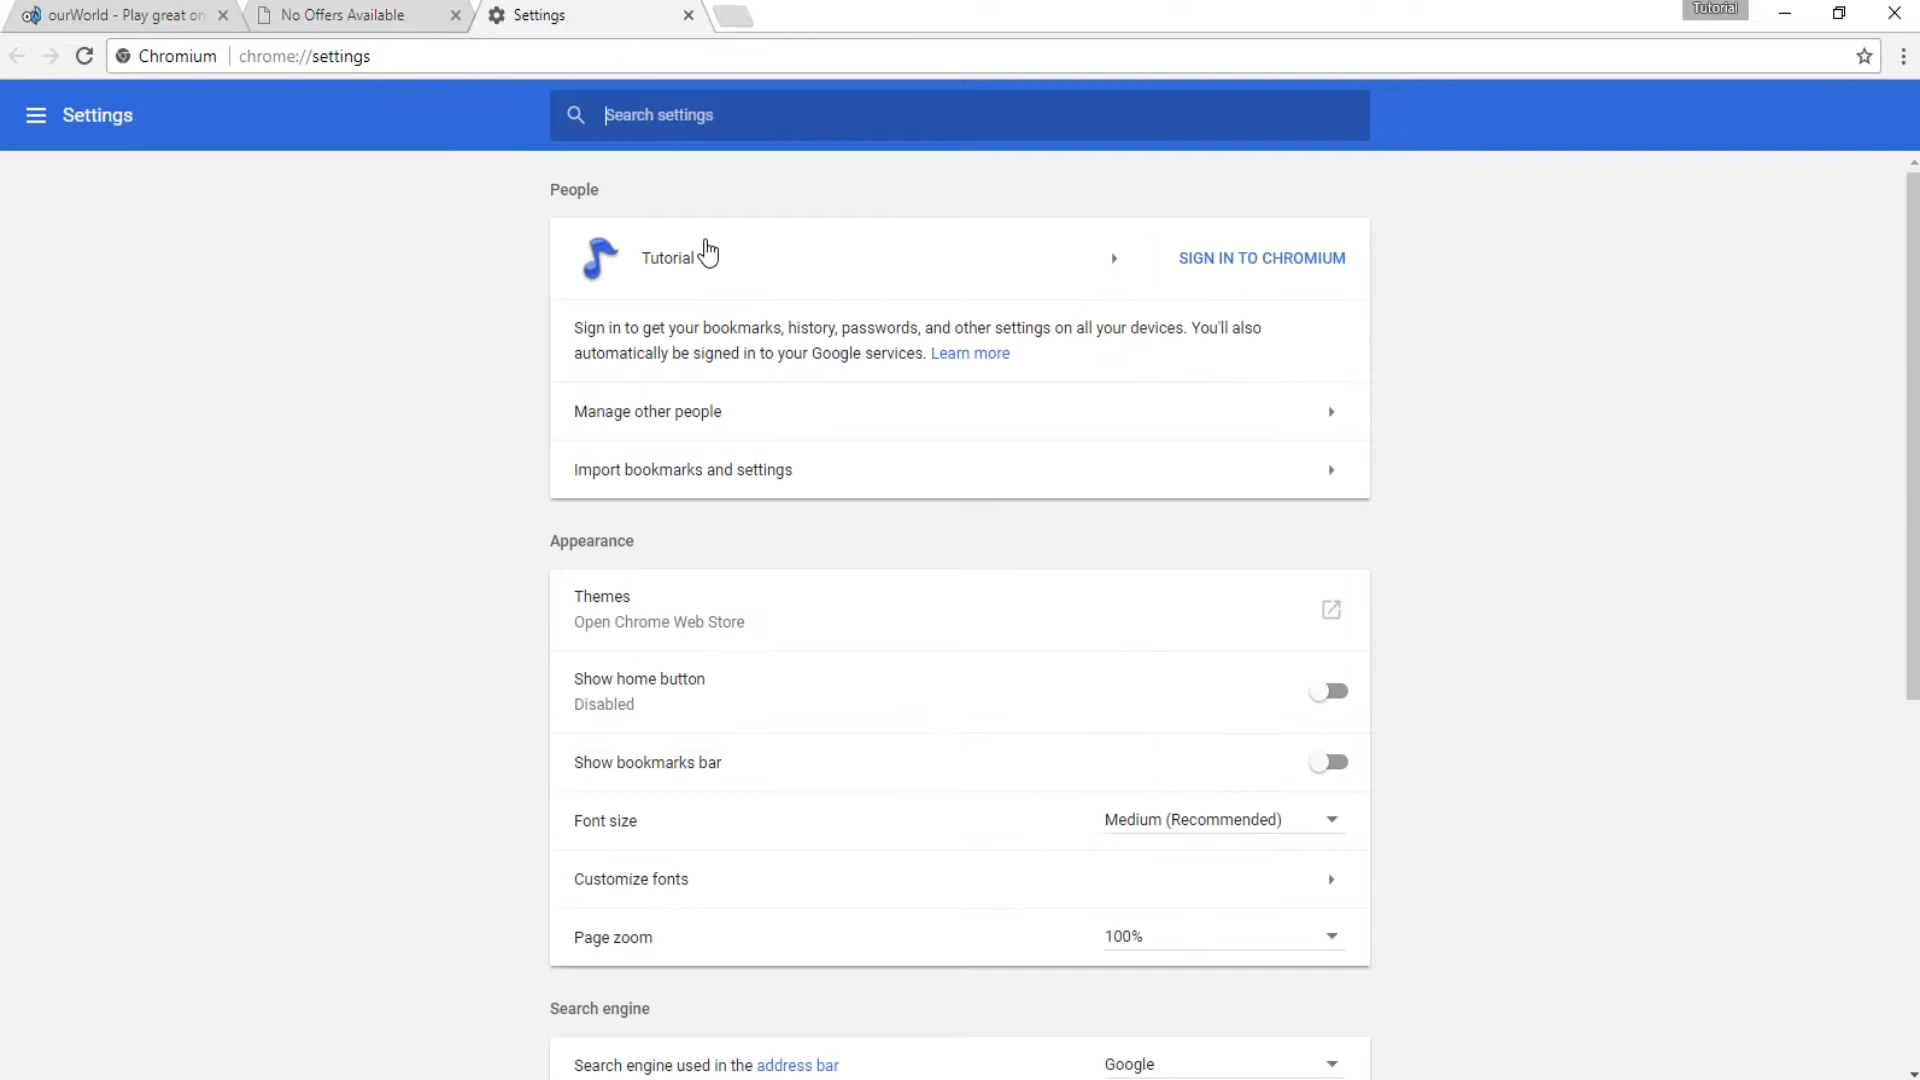 ourWorld - Play great on
No Offers Available
Settings
Tutorial
Chromium
chrome://settings
Settings
Search settings
People
Tutorial
SIGN IN TO CHROMIUM
Sign in to get your bookmarks, history, passwords, and other settings on all your devices. You'll also
automatically be signed in to your Google services. Learn more
Manage other people
Import bookmarks and settings
Appearance
Themes
Open Chrome Web Store
Show home button
Disabled
Show bookmarks bar
Font size
Medium (Recommended)
Customize fonts
Page zoom
100%
Search engine
Search engine used in the address bar
Google